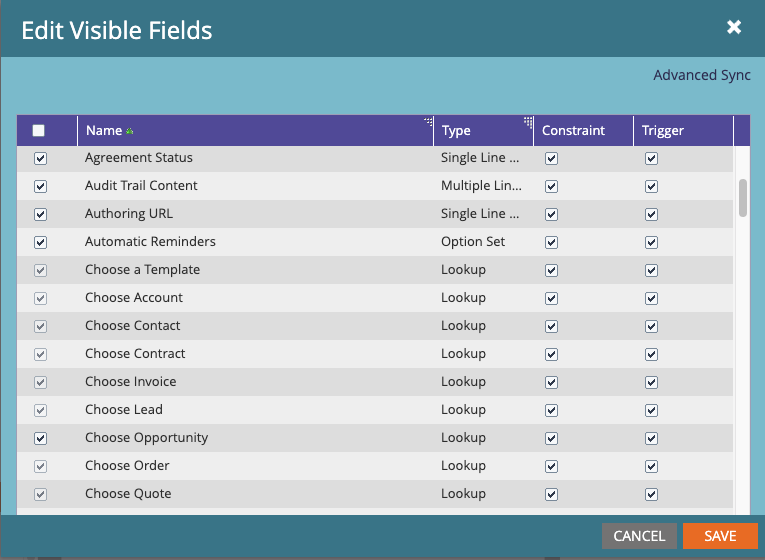 Edit Visible Fields
Advanced Sync
Name Type Constraint Trigger
Agreement Status Single Line ...
Audit Trail Content Multiple Lin...
Authoring URL Single Line ...
Automatic Reminders Option Set
Choose a Template Lookup
Choose Account Lookup
Choose Contact Lookup
Choose Contract Lookup
Choose Invoice Lookup
Choose Lead Lookup
Choose Opportunity Lookup
Choose Order Lookup
Choose Quote Lookup
CANCEL SAVE